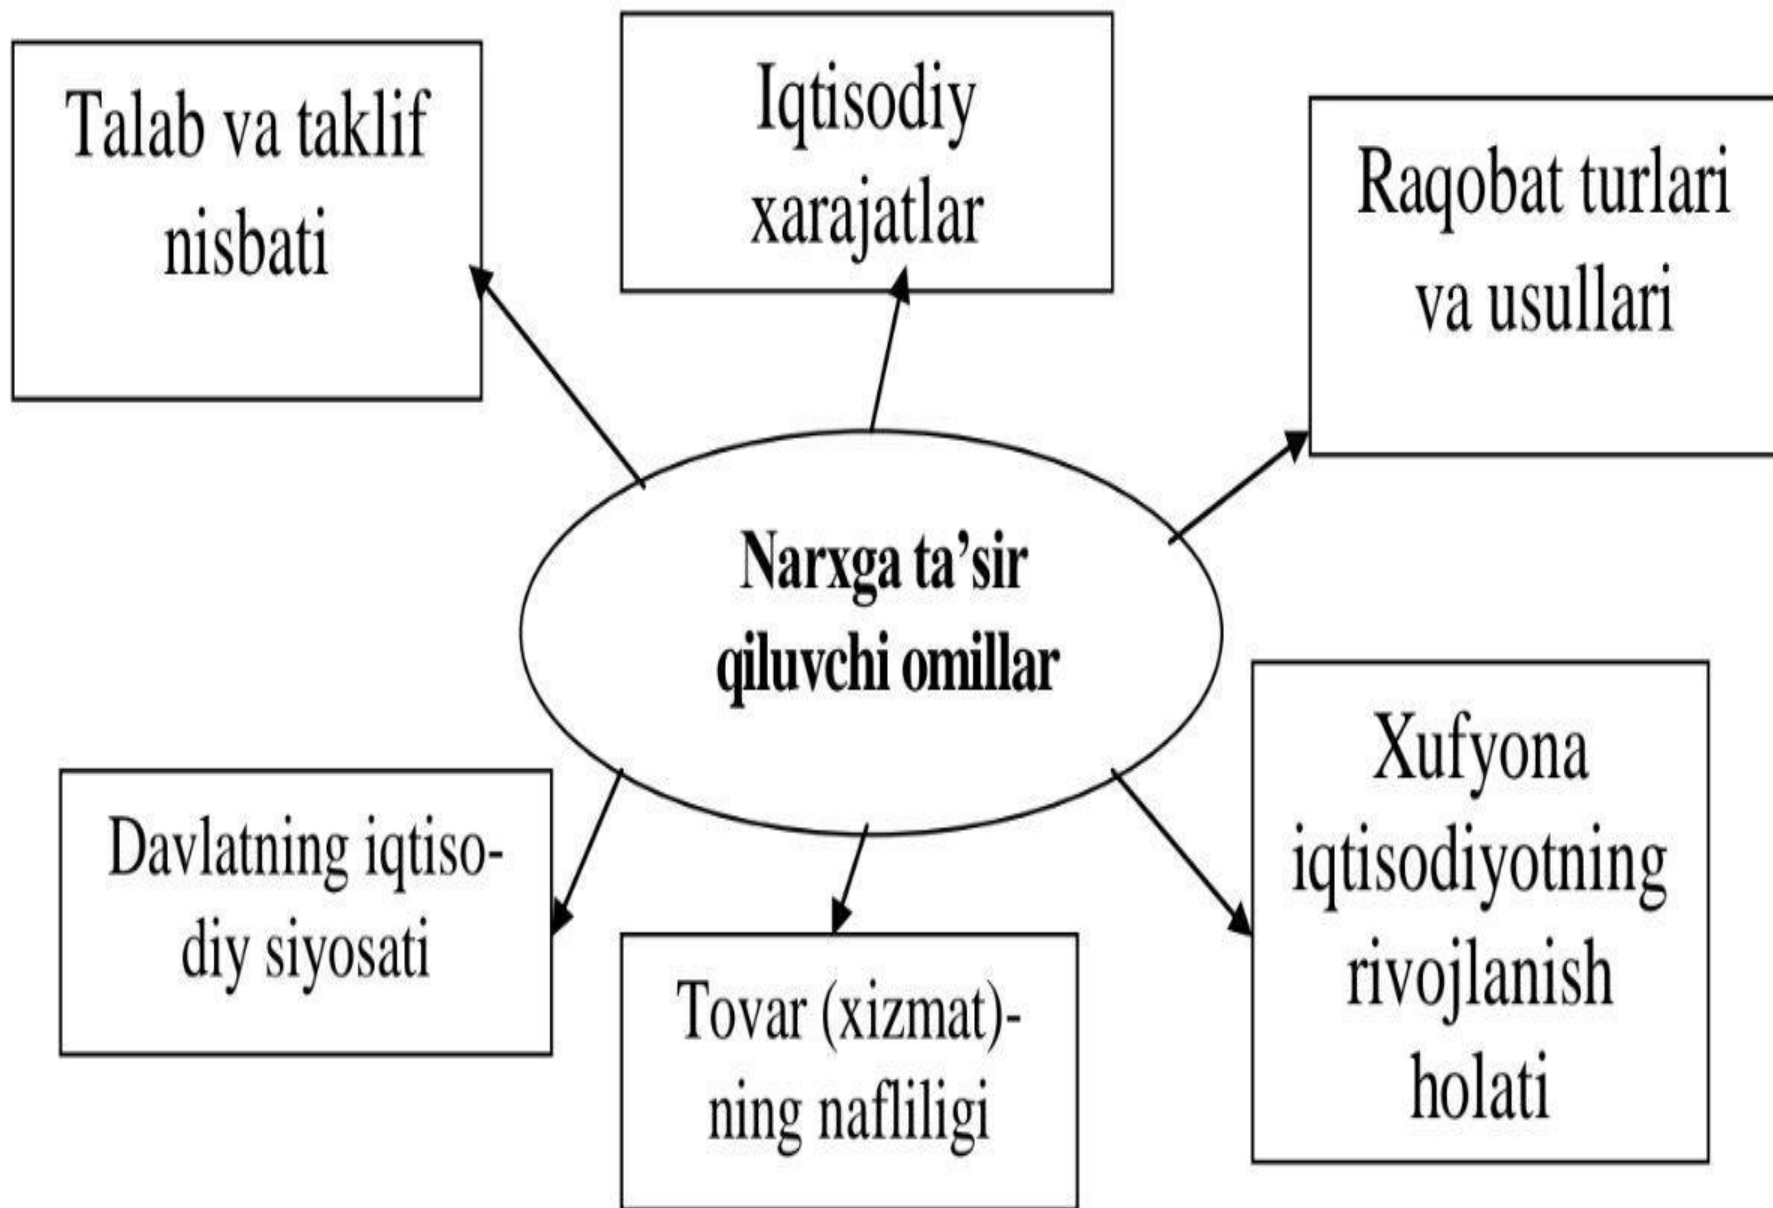 Talab va taklif
nisbati
Iqtisodiy
xarajatlar
Raqobat turlari
va usullari
Narxga ta’sir
qiluvchi omillar
Davlatning iqtiso-
diy siyosati
Tovar (xizmat)-
ning nafliligi
Xufyona
iqtisodiyotning
rivojlanish
holati